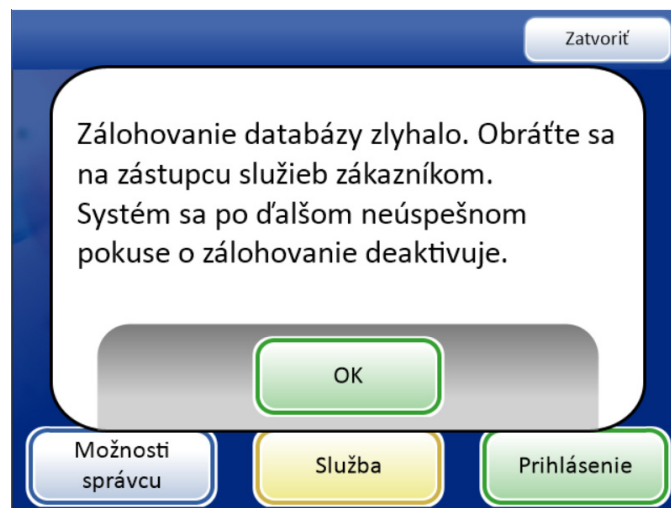 Zatvoriť
Zálohovanie databázy zlyhalo. Obráťte sa
na zástupcu služieb zákazníkom.
Systém sa po ďalšom neúspešnom
pokuse o zálohovanie deaktivuje.
OK
Možnosti
správcu
Služba
Prihlásenie